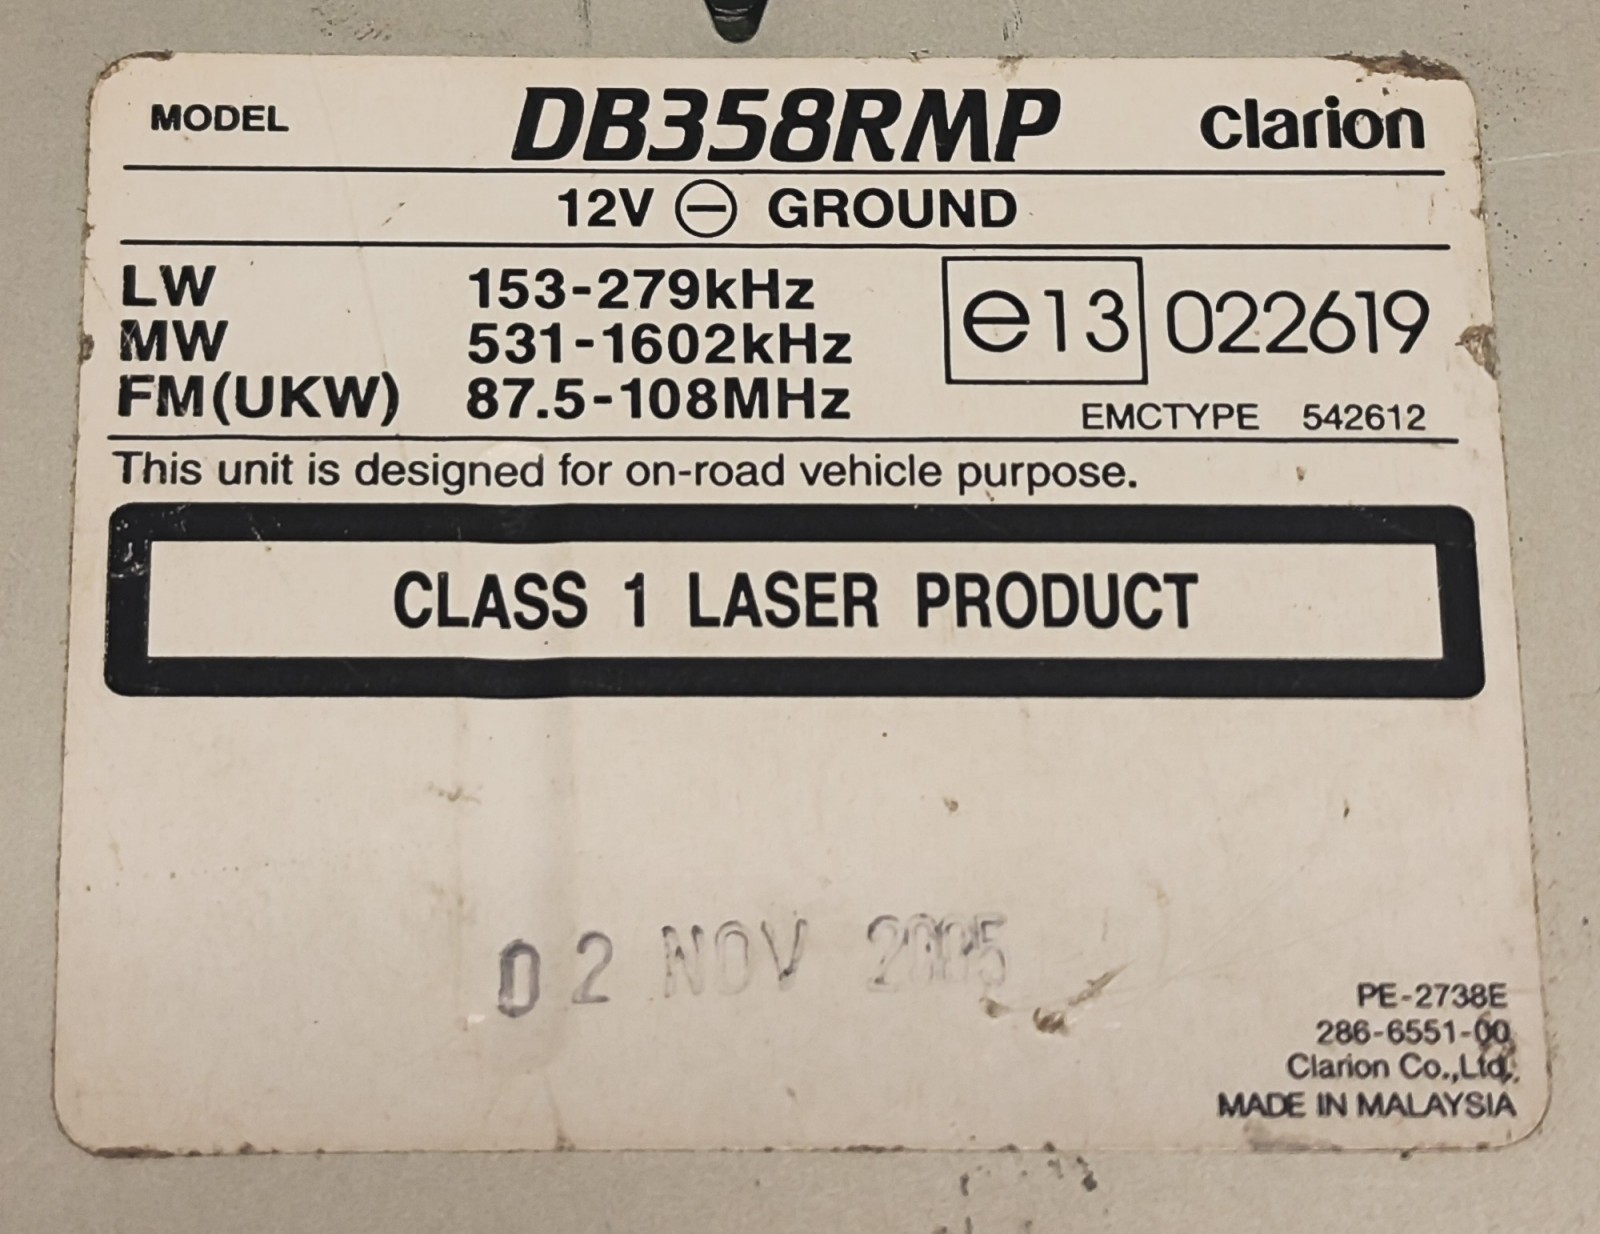 MODEL DB358RMP clarion
12V ⊖ GROUND
LW 153-279kHz
MW 531-1602kHz
FM(UKW) 87.5-108MHz
e13 022619
EMCTYPE 542612
This unit is designed for on-road vehicle purpose.
CLASS 1 LASER PRODUCT
02 NOV 2005
PE-2738E
286-6551-00
Clarion Co.,Ltd.
MADE IN MALAYSIA